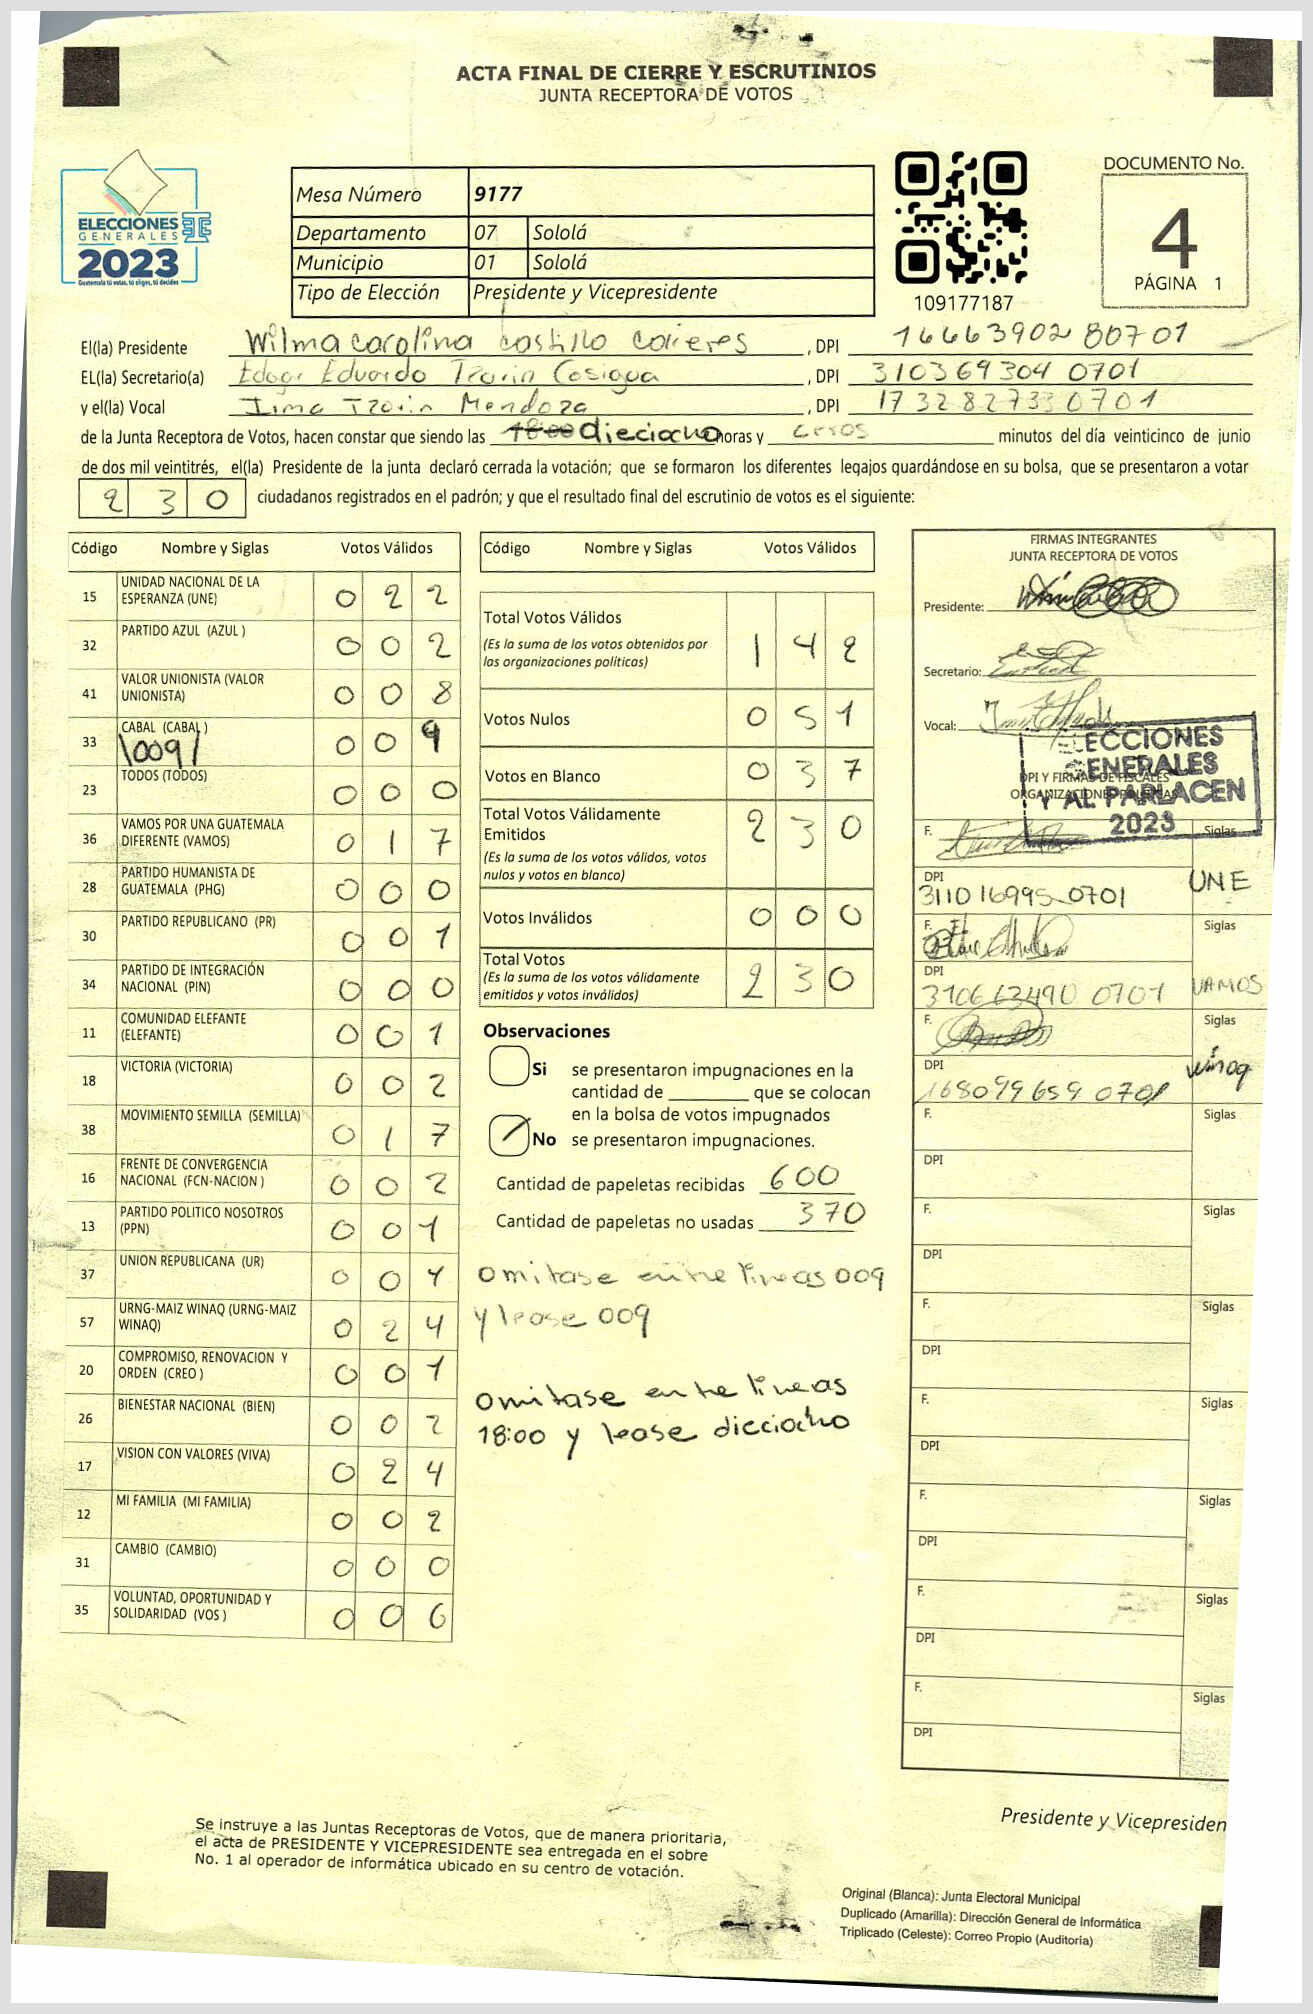 ACTA FINAL DE CIERRE Y ESCRUTINIOS
JUNTA RECEPTORA DE VOTOS
ELECCIONES
GENERALES
2023
Guatemala tú votas, tú eliges, tú decides
Mesa Número 9177
Departamento 07 Sololá
Municipio 01 Sololá
Tipo de Elección Presidente y Vicepresidente
109177187
DOCUMENTO No.
4
PÁGINA 1
El(la) Presidente Wilma carolina castillo , DPI 1666390280701
EL(la) Secretario(a) Edgar Eduardo Tzorin Cosigua , DPI 310369304 0701
y el(la) Vocal Irma Tzorin Mendoza , DPI 1732827330701
de la Junta Receptora de Votos, hacen constar que siendo las 18:00 dieciocho horas y ceros minutos del día veinticinco de junio
de dos mil veintitrés, el(la) Presidente de la junta declaró cerrada la votación; que se formaron los diferentes legajos guardándose en su bolsa, que se presentaron a votar
230 ciudadanos registrados en el padrón; y que el resultado final del escrutinio de votos es el siguiente:
Código Nombre y Siglas Votos Válidos
15 UNIDAD NACIONAL DE LA
ESPERANZA (UNE) 0 2 2
32 PARTIDO AZUL (AZUL ) 0 0 2
41 VALOR UNIONISTA (VALOR
UNIONISTA) 0 0 8
33 CABAL (CABAL ) 0 0 9
\009/
23 TODOS (TODOS) 0 0 0
36 VAMOS POR UNA GUATEMALA
DIFERENTE (VAMOS) 0 1 7
28 PARTIDO HUMANISTA DE
GUATEMALA (PHG) 0 0 0
30 PARTIDO REPUBLICANO (PR) 0 0 1
34 PARTIDO DE INTEGRACIÓN
NACIONAL (PIN) 0 0 0
11 COMUNIDAD ELEFANTE
(ELEFANTE) 0 0 1
18 VICTORIA (VICTORIA) 0 0 2
38 MOVIMIENTO SEMILLA (SEMILLA) 0 1 7
16 FRENTE DE CONVERGENCIA
NACIONAL (FCN-NACION ) 0 0 2
13 PARTIDO POLITICO NOSOTROS
(PPN) 0 0 1
37 UNION REPUBLICANA (UR) 0 0 1
57 URNG-MAIZ WINAQ (URNG-MAIZ
WINAQ) 0 2 4
20 COMPROMISO, RENOVACION Y
ORDEN (CREO ) 0 0 1
26 BIENESTAR NACIONAL (BIEN) 0 0 2
17 VISION CON VALORES (VIVA) 0 2 4
12 MI FAMILIA (MI FAMILIA) 0 0 2
31 CAMBIO (CAMBIO) 0 0 0
35 VOLUNTAD, OPORTUNIDAD Y
SOLIDARIDAD (VOS ) 0 0 6
Código Nombre y Siglas Votos Válidos
Total Votos Válidos 1 4 2
(Es la suma de los votos obtenidos por
las organizaciones políticas)
Votos Nulos 0 51
Votos en Blanco 0 3 7
Total Votos Válidamente
Emitidos 2 3 0
(Es la suma de los votos válidos, votos
nulos y votos en blanco)
Votos Inválidos 0 0 0
Total Votos 2 3 0
(Es la suma de los votos válidamente
emitidos y votos inválidos)
Observaciones
Si se presentaron impugnaciones en la
cantidad de ________ que se colocan
en la bolsa de votos impugnados
No se presentaron impugnaciones.
Cantidad de papeletas recibidas 600
Cantidad de papeletas no usadas 370
omitase entre lineas 009
y lease 009
omitase entre lineas
18:00 y lease dieciocho
FIRMAS INTEGRANTES
JUNTA RECEPTORA DE VOTOS
Presidente:
Secretario:
Vocal:
ELECCIONES
GENERALES
Y AL PARLACEN
2023
DPI Y FIRMAS DE FISCALES
ORGANIZACIONES POLÍTICAS
F. Siglas
DPI
311016995 0701 UNE
F. Siglas
DPI
310663490 0701 VAMOS
F. Siglas
DPI winaq
168099659 0701
F. Siglas
DPI
F. Siglas
DPI
F. Siglas
DPI
F. Siglas
DPI
F. Siglas
DPI
F. Siglas
DPI
F. Siglas
DPI
Presidente y Vicepresiden
Se instruye a las Juntas Receptoras de Votos, que de manera prioritaria,
el acta de PRESIDENTE Y VICEPRESIDENTE sea entregada en el sobre
No. 1 al operador de informática ubicado en su centro de votación.
Original (Blanca): Junta Electoral Municipal
Duplicado (Amarilla): Dirección General de Informática
Triplicado (Celeste): Correo Propio (Auditoría)